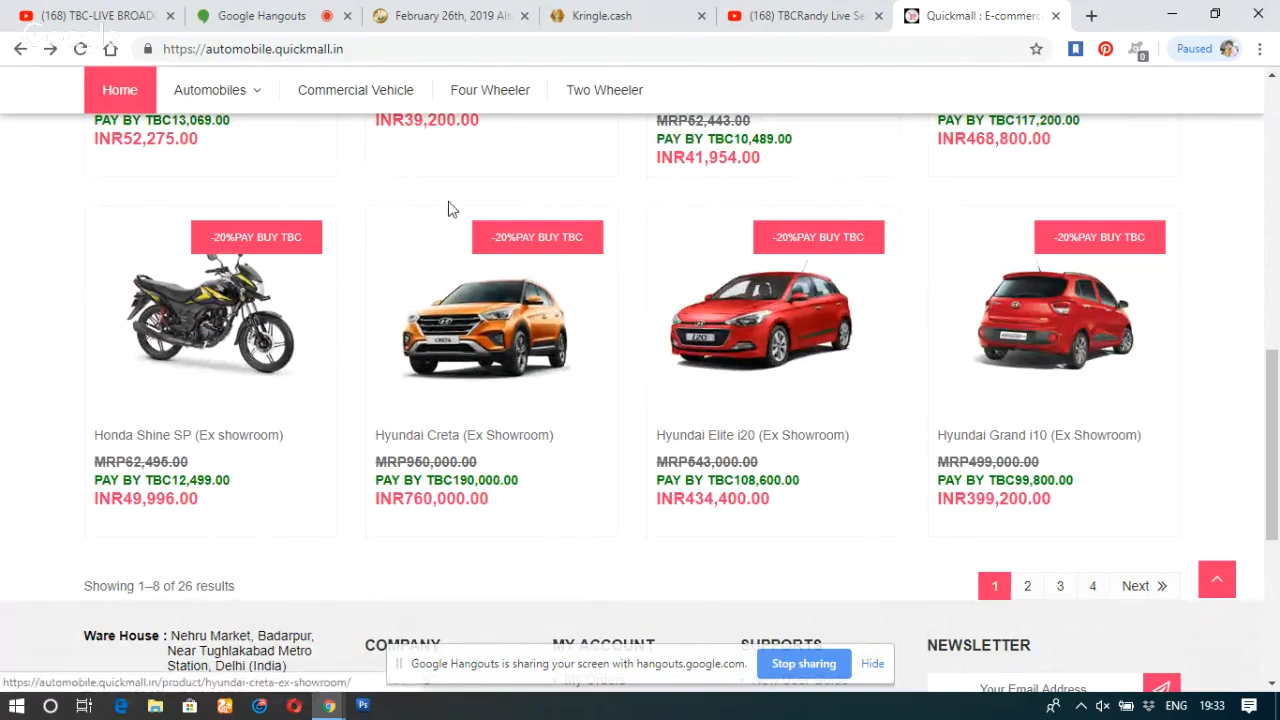 (168) TBC-LIVE BROADC
Google Hangouts
February 26th, 2019 Alt
Kringle.cash
(168) TBCRandy Live Se
Quickmall : E-commerc
https://automobile.quickmall.in
Paused
Home
Automobiles
Commercial Vehicle
Four Wheeler
Two Wheeler
PAY BY TBC13,069.00
INR52,275.00
INR39,200.00
MRP52,443.00
PAY BY TBC10,489.00
INR41,954.00
PAY BY TBC117,200.00
INR468,800.00
-20%PAY BUY TBC
-20%PAY BUY TBC
-20%PAY BUY TBC
-20%PAY BUY TBC
Honda Shine SP (Ex showroom)
MRP62,495.00
PAY BY TBC12,499.00
INR49,996.00
Hyundai Creta (Ex Showroom)
MRP950,000.00
PAY BY TBC190,000.00
INR760,000.00
Hyundai Elite i20 (Ex Showroom)
MRP543,000.00
PAY BY TBC108,600.00
INR434,400.00
Hyundai Grand i10 (Ex Showroom)
MRP499,000.00
PAY BY TBC99,800.00
INR399,200.00
Showing 1–8 of 26 results
1 2 3 4 Next
Ware House : Nehru Market, Badarpur,
Near Tughlakabad Metro
Station, Delhi (India)
COMPANY
MY ACCOUNT
My Orders
SUPPORTS
New User Guide
NEWSLETTER
Your Email Address
Google Hangouts is sharing your screen with hangouts.google.com.
Stop sharing
Hide
https://automobile.quickmall.in/product/hyundai-creta-ex-showroom/
ENG
19:33